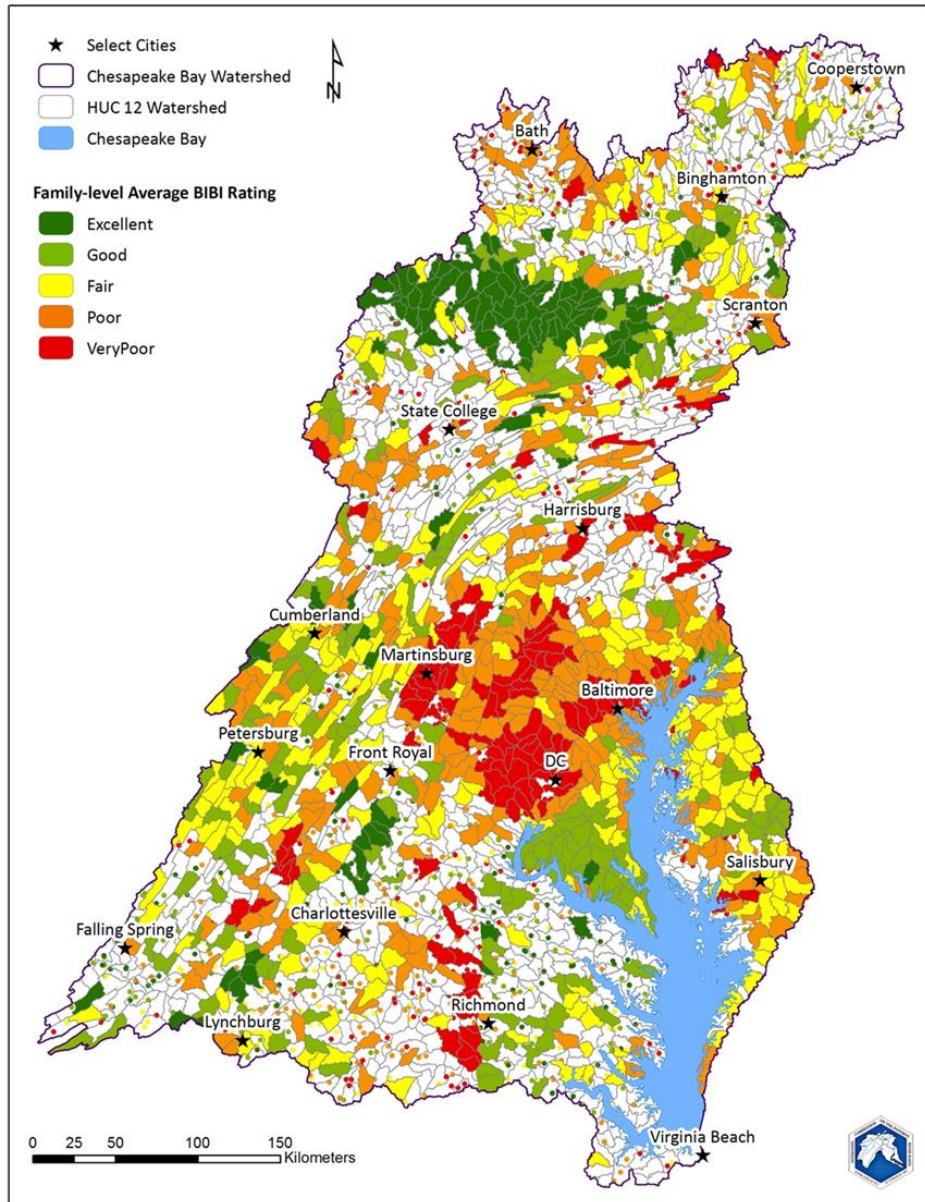 Select Cities
Chesapeake Bay Watershed
HUC 12 Watershed
Chesapeake Bay
N
Family-level Average BIBI Rating
Excellent
Good
Fair
Poor
VeryPoor
Cooperstown
Bath
Binghamton
Scranton
State College
Harrisburg
Cumberland
Martinsburg
Baltimore
Petersburg
Front Royal
DC
Salisbury
Charlottesville
Falling Spring
Richmond
Lynchburg
Virginia Beach
0 25 50 100 150
Kilometers